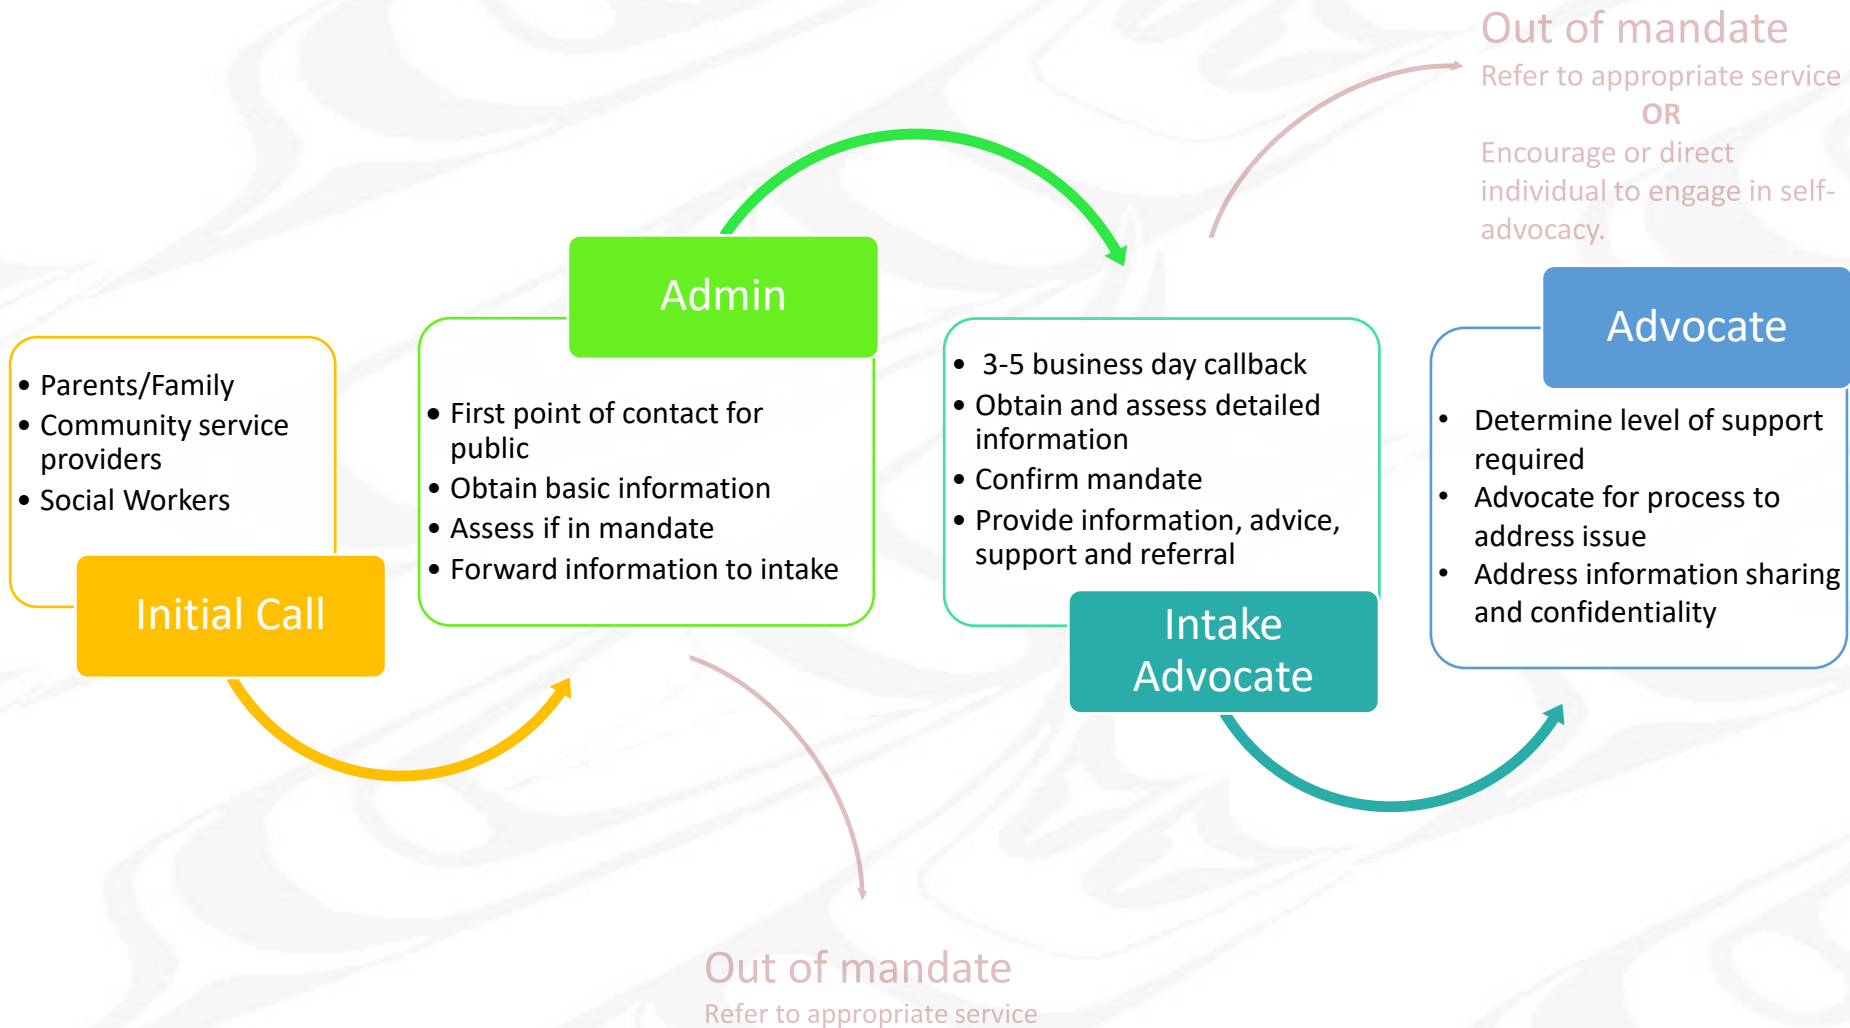 • Parents/Family
• Community service
providers
• Social Workers
Initial Call
Admin
• First point of contact for
public
• Obtain basic information
• Assess if in mandate
• Forward information to intake
Out of mandate
Refer to appropriate service
• 3-5 business day callback
• Obtain and assess detailed
information
• Confirm mandate
• Provide information, advice,
support and referral
Intake
Advocate
Out of mandate
Refer to appropriate service
OR
Encourage or direct
individual to engage in self-
advocacy.
Advocate
• Determine level of support
required
• Advocate for process to
address issue
• Address information sharing
and confidentiality